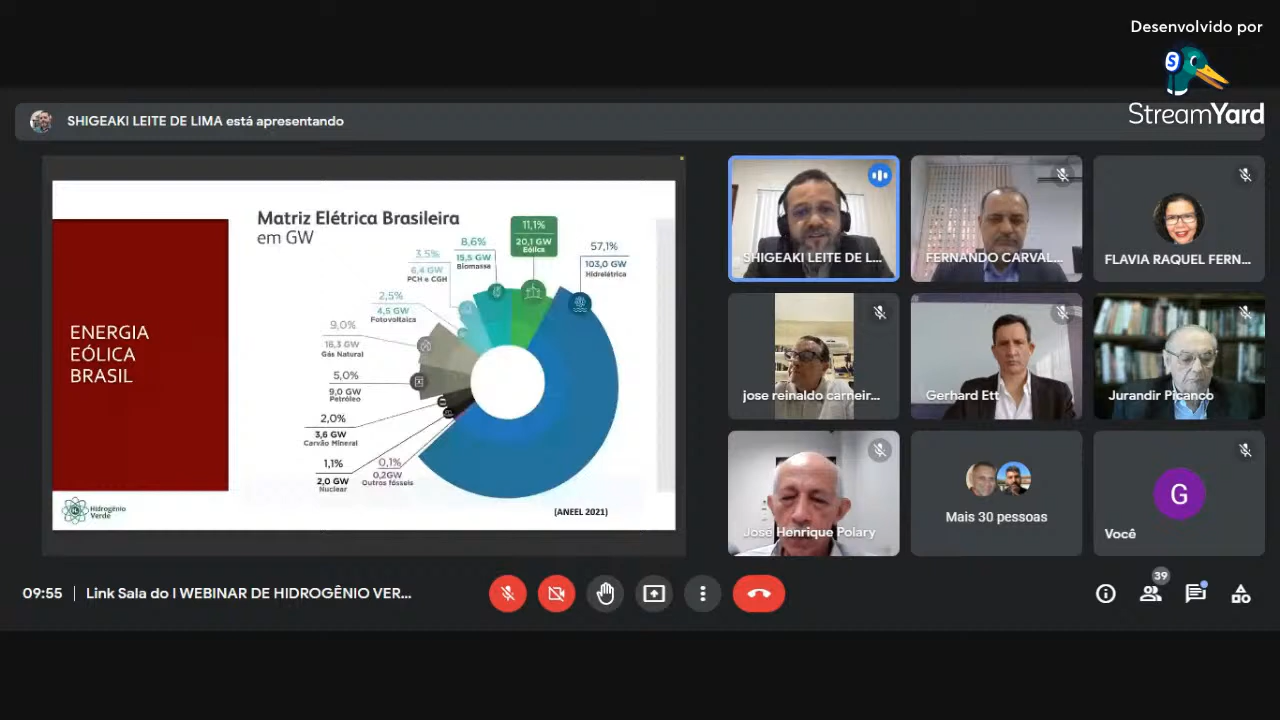 Desenvolvido por
StreamYard
SHIGEAKI LEITE DE LIMA está apresentando
Matriz Elétrica Brasileira
em GW
ENERGIA
EÓLICA
BRASIL
11,1%
20,1 GW
Eólica
57,1%
103,0 GW
Hidrelétrica
8,6%
15,5 GW
Biomassa
3,5%
6,4 GW
PCH e CGH
2,5%
4,5 GW
Fotovoltaica
9,0%
16,3 GW
Gás Natural
5,0%
9,0 GW
Petróleo
2,0%
3,6 GW
Carvão Mineral
1,1%
2,0 GW
Nuclear
0,1%
0,2GW
Outros fósseis
(ANEEL 2021)
Hidrogênio
Verde
SHIGEAKI LEITE DE L...
FERNANDO CARVAL...
FLAVIA RAQUEL FERN...
jose reinaldo carneir...
Gerhard Ett
Jurandir Picanço
José Henrique Polary
Mais 30 pessoas
G
Você
09:55 | Link Sala do I WEBINAR DE HIDROGÊNIO VER...
39